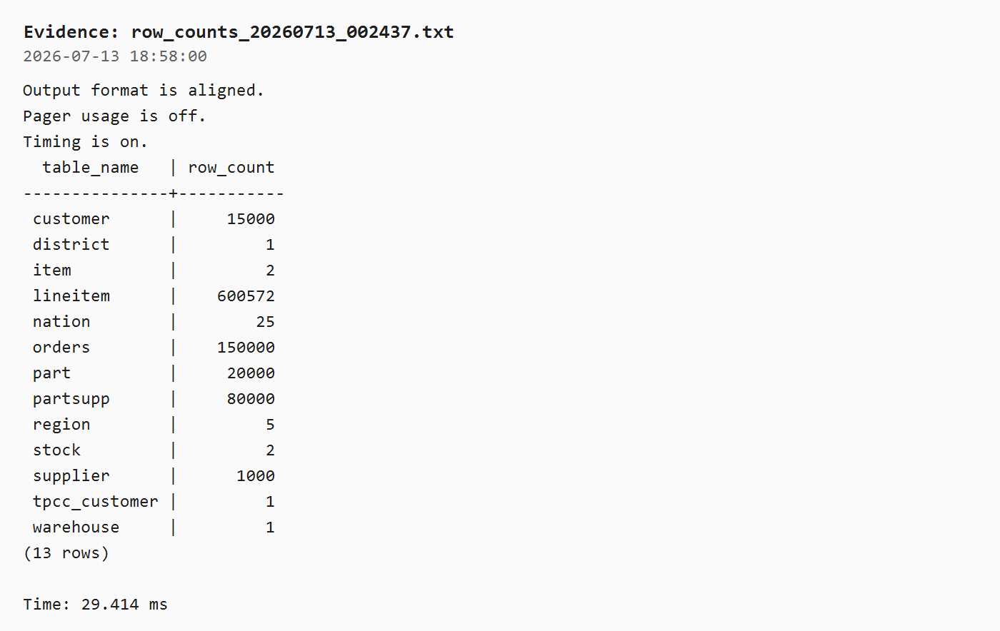 Evidence: row_counts_20260713_002437.txt
2026-07-13 18:58:00
Output format is aligned.
Pager usage is off.
Timing is on.
  table_name   | row_count
---------------+-----------
 customer      |     15000
 district      |         1
 item          |         2
 lineitem      |    600572
 nation        |        25
 orders        |    150000
 part          |     20000
 partsupp      |     80000
 region        |         5
 stock         |         2
 supplier      |      1000
 tpcc_customer |         1
 warehouse     |         1
(13 rows)

Time: 29.414 ms